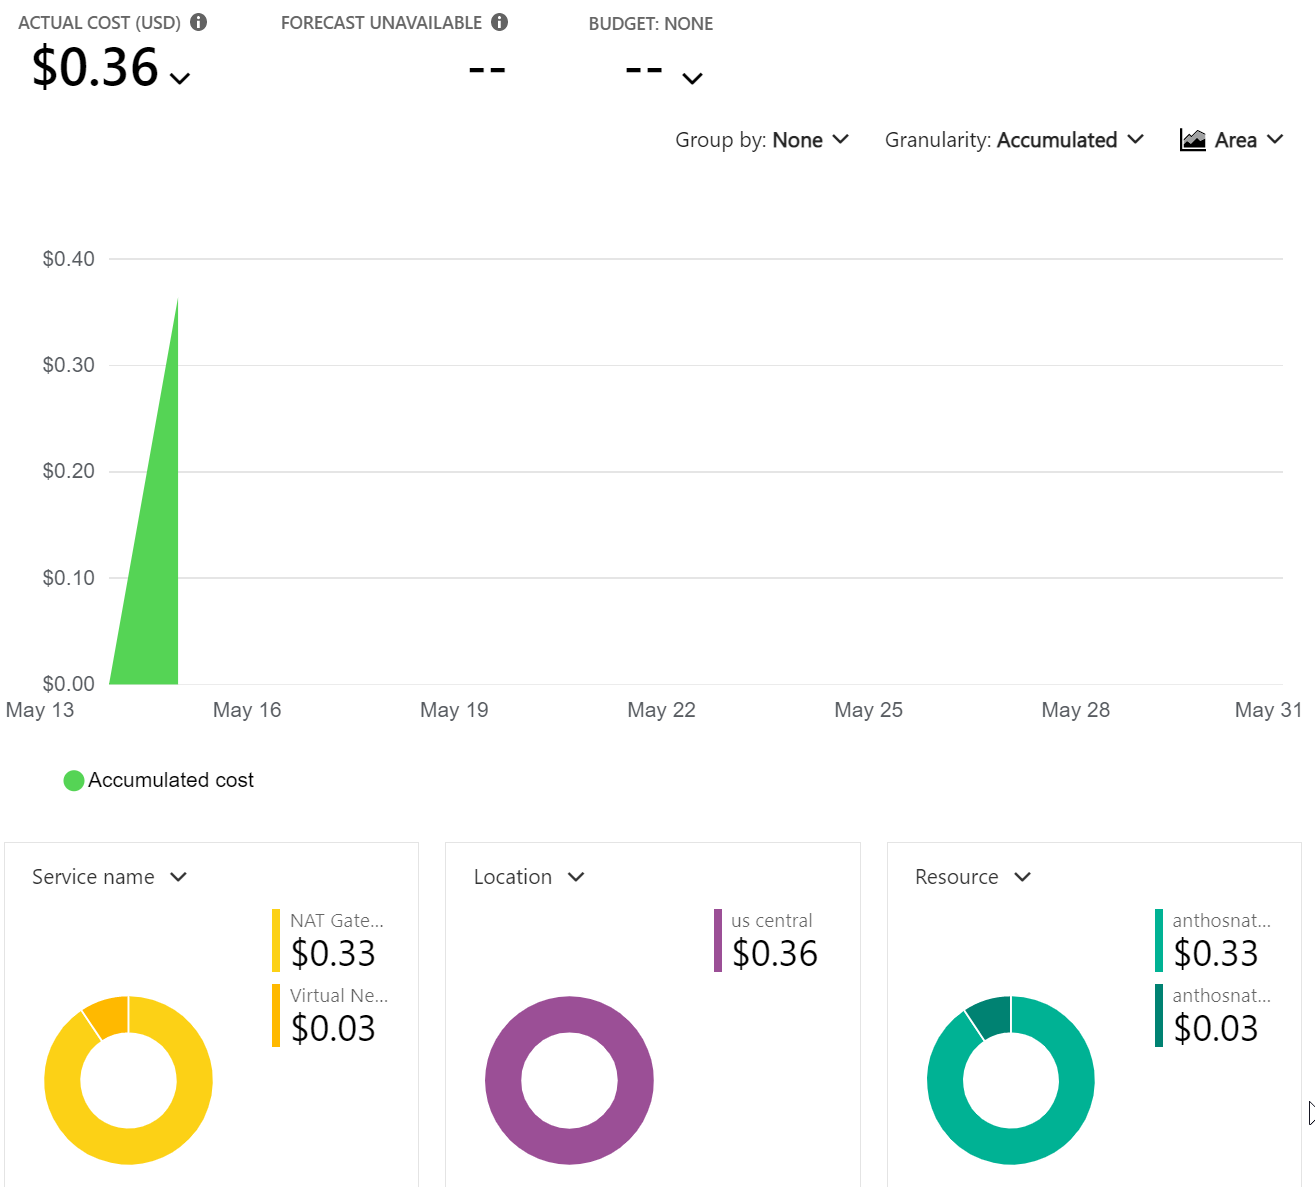 ACTUAL COST (USD)
FORECAST UNAVAILABLE
BUDGET: NONE
$0.36
--
--
Group by: None
Granularity: Accumulated
Area
$0.40
$0.30
$0.20
$0.10
$0.00
May 13
May 16
May 19
May 22
May 25
May 28
May 31
Accumulated cost
Service name
NAT Gate...
$0.33
Virtual Ne...
$0.03
Location
us central
$0.36
Resource
anthosnat...
$0.33
anthosnat...
$0.03